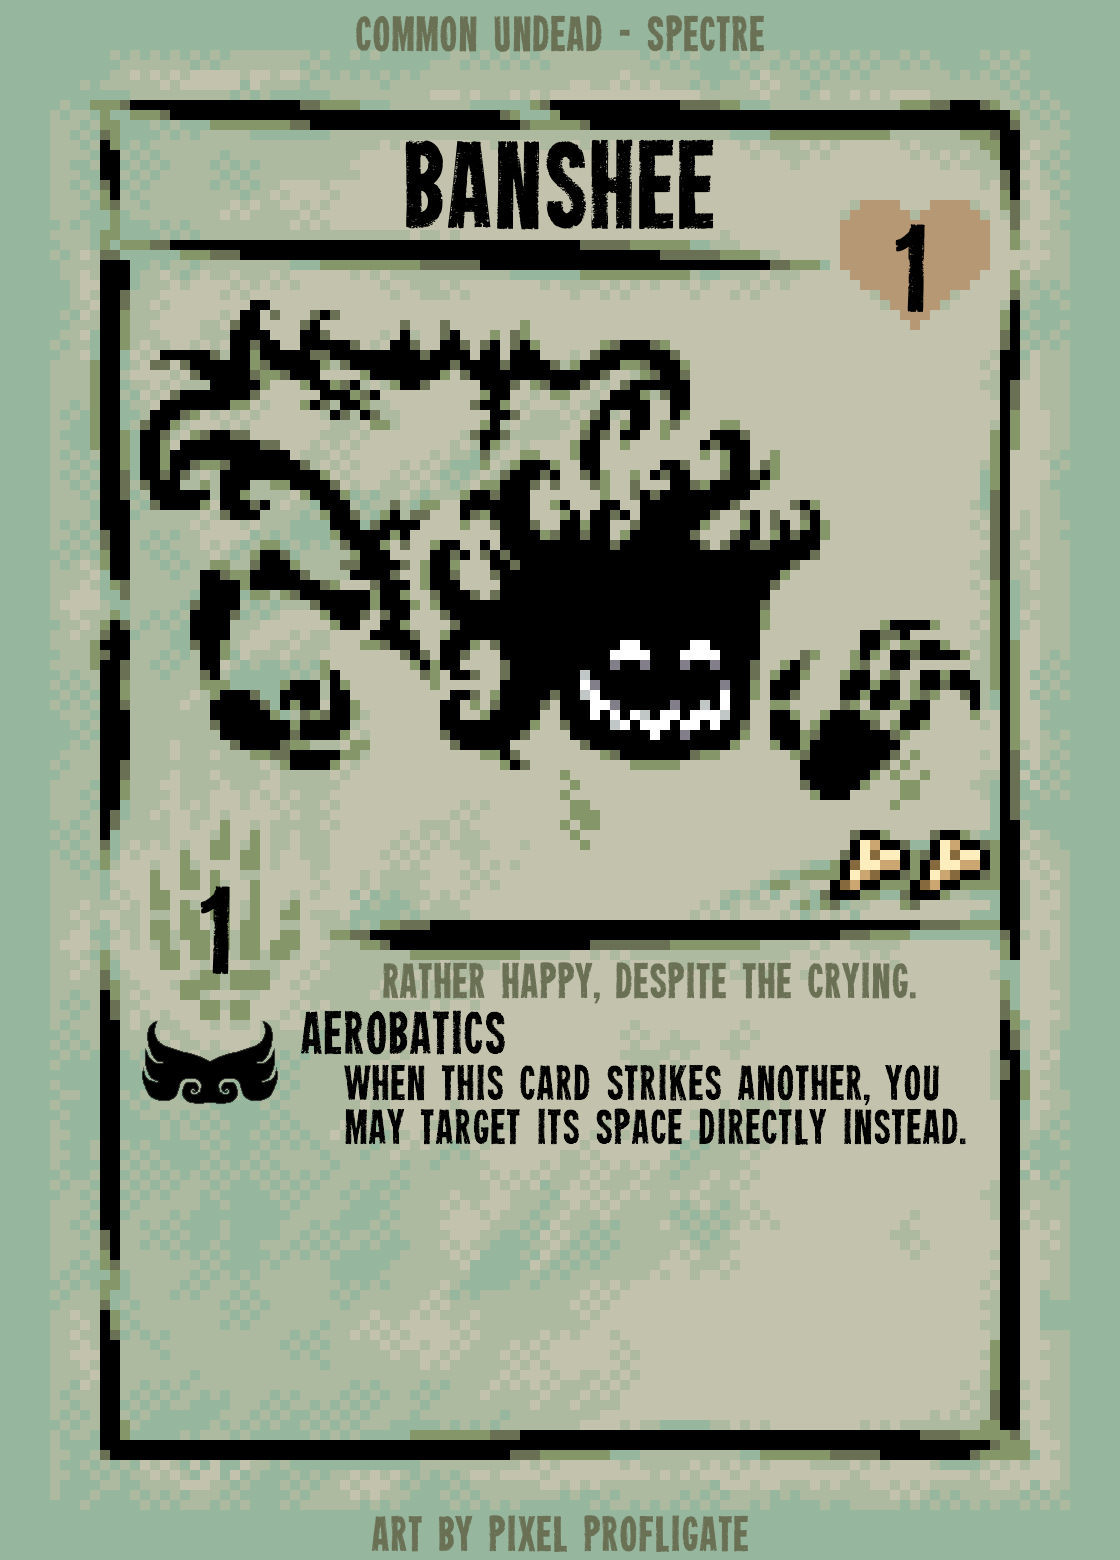 COMMON UNDEAD - SPECTRE
BANSHEE
1
1
RATHER HAPPY, DESPITE THE CRYING.
AEROBATICS
WHEN THIS CARD STRIKES ANOTHER, YOU
MAY TARGET ITS SPACE DIRECTLY INSTEAD.
ART BY PIXEL PROFLIGATE